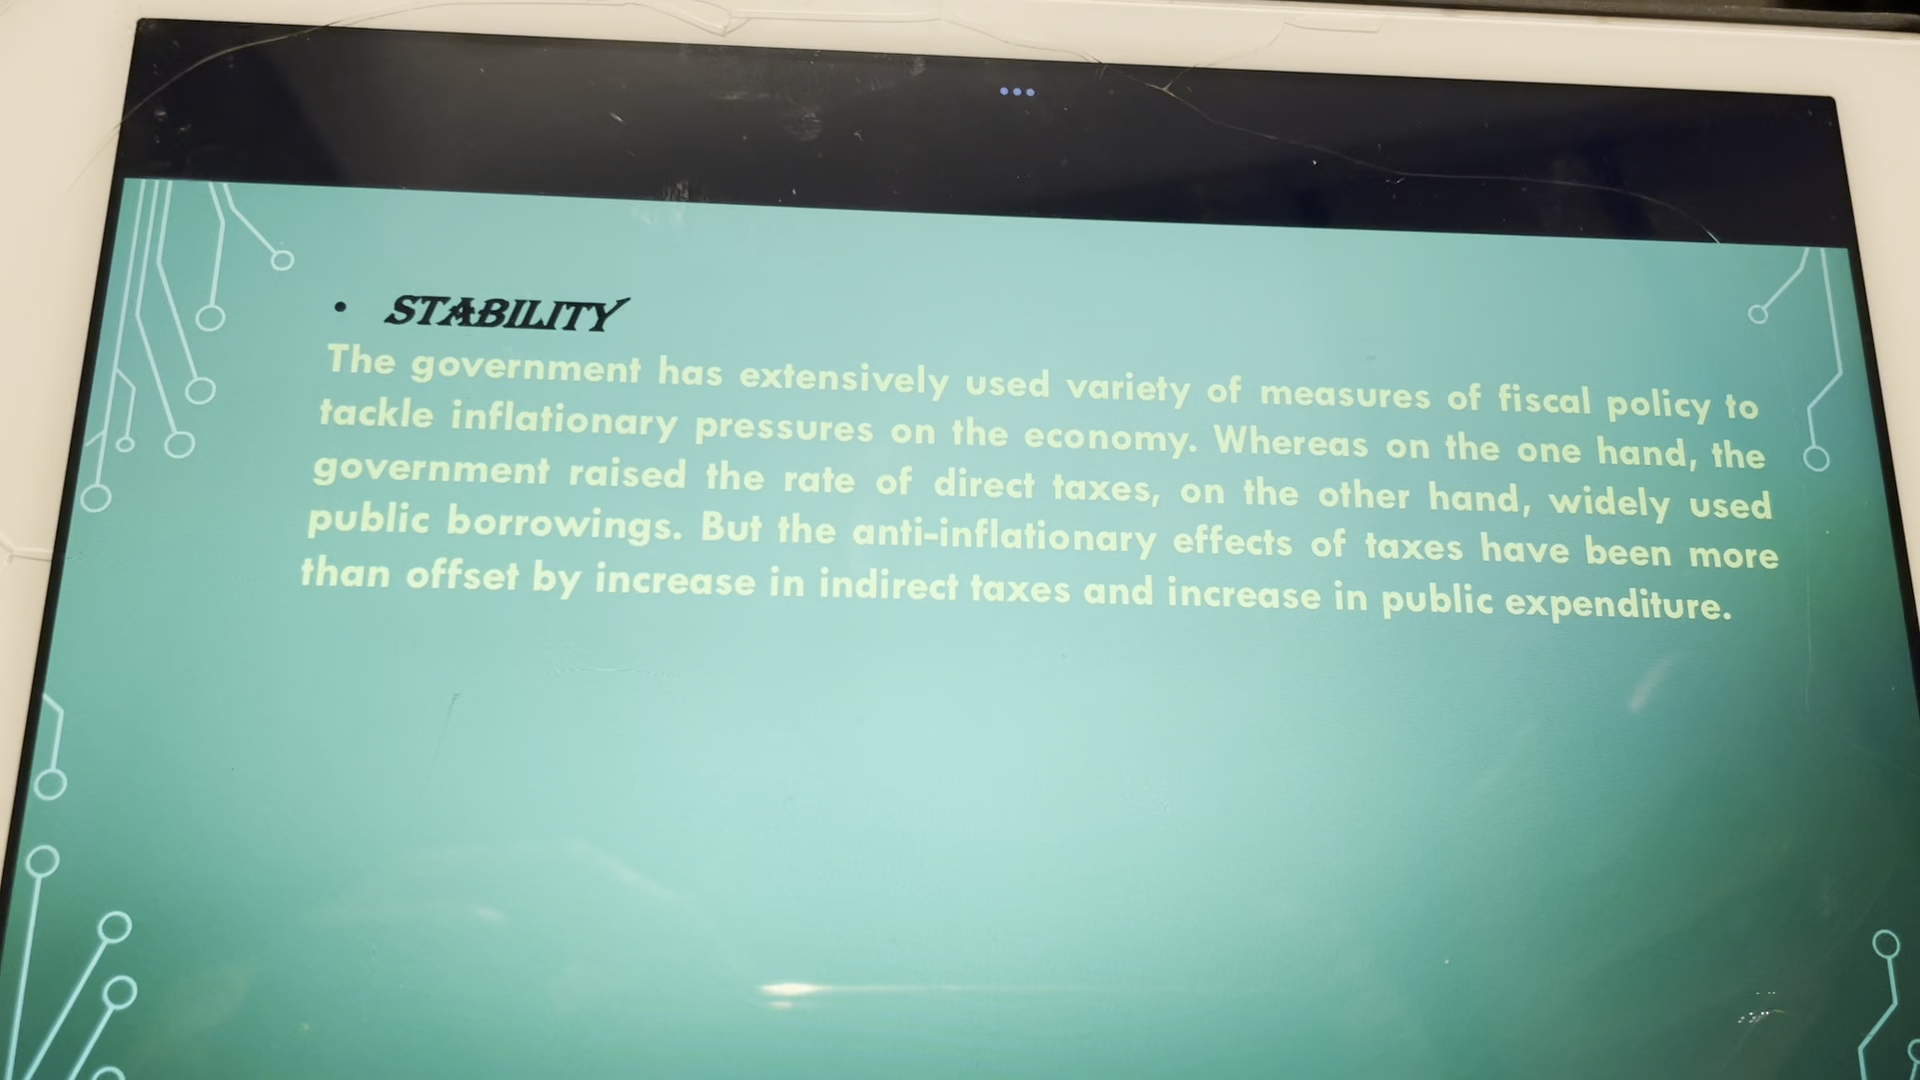 • STABILITY
The government has extensively used variety of measures of fiscal policy to
tackle inflationary pressures on the economy. Whereas on the one hand, the
government raised the rate of direct taxes, on the other hand, widely used
public borrowings. But the anti-inflationary effects of taxes have been more
than offset by increase in indirect taxes and increase in public expenditure.